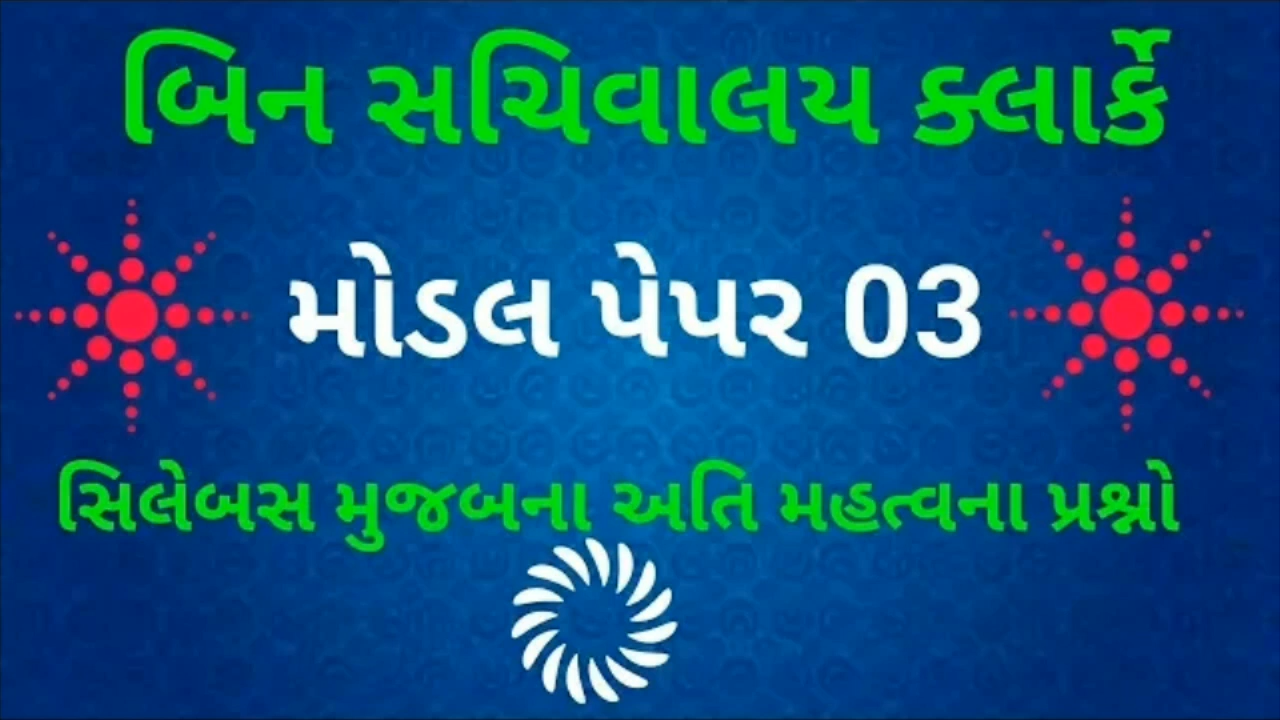 બિન સચિવાલય ક્લાર્કે
મોડલ પેપર 03
સિલેબસ મુજબના અતિ મહત્વના પ્રશ્નો